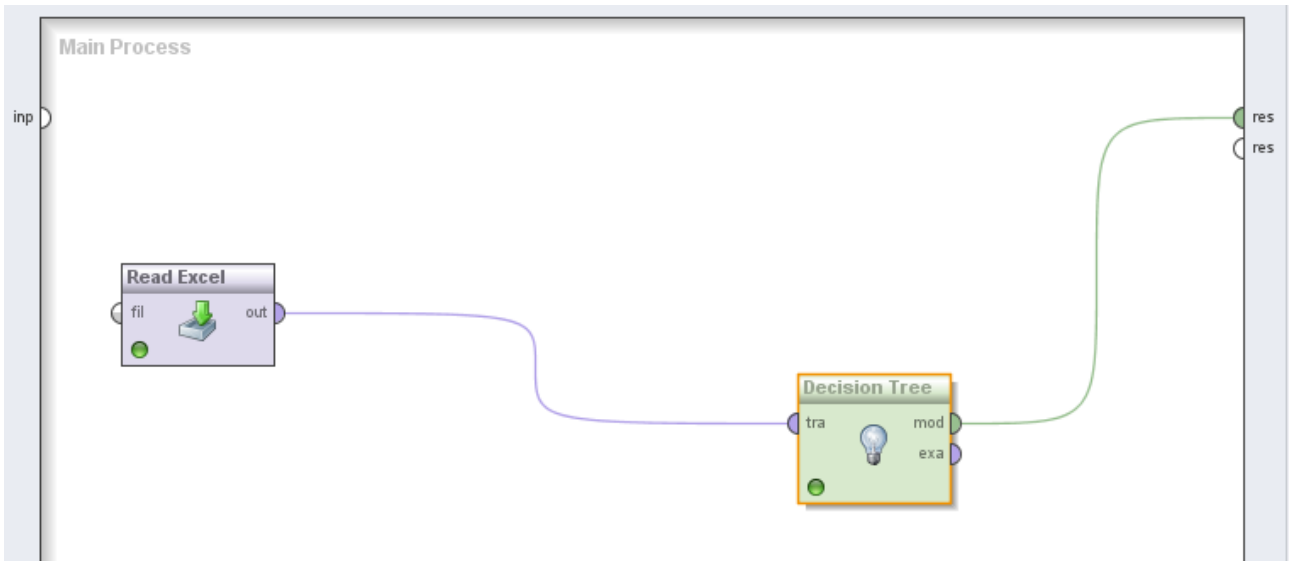 Main Process
inp
res
res
Read Excel
fil out
Decision Tree
tra mod
exa